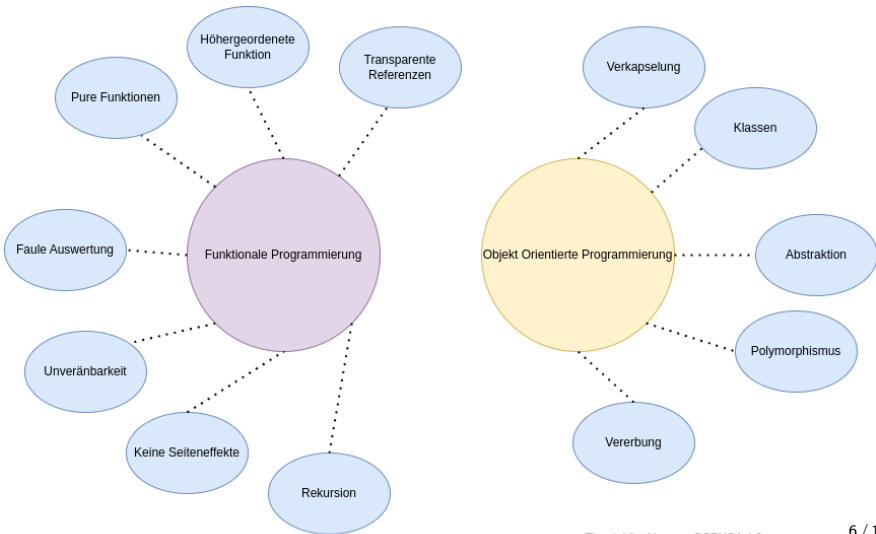 Höhergeordenete
Funktion
Transparente
Referenzen
Pure Funktionen
Faule Auswertung
Funktionale Programmierung
Unveränbarkeit
Keine Seiteneffekte
Rekursion
Verkapselung
Klassen
Objekt Orientierte Programmierung
Abstraktion
Polymorphismus
Vererbung
6 / 1